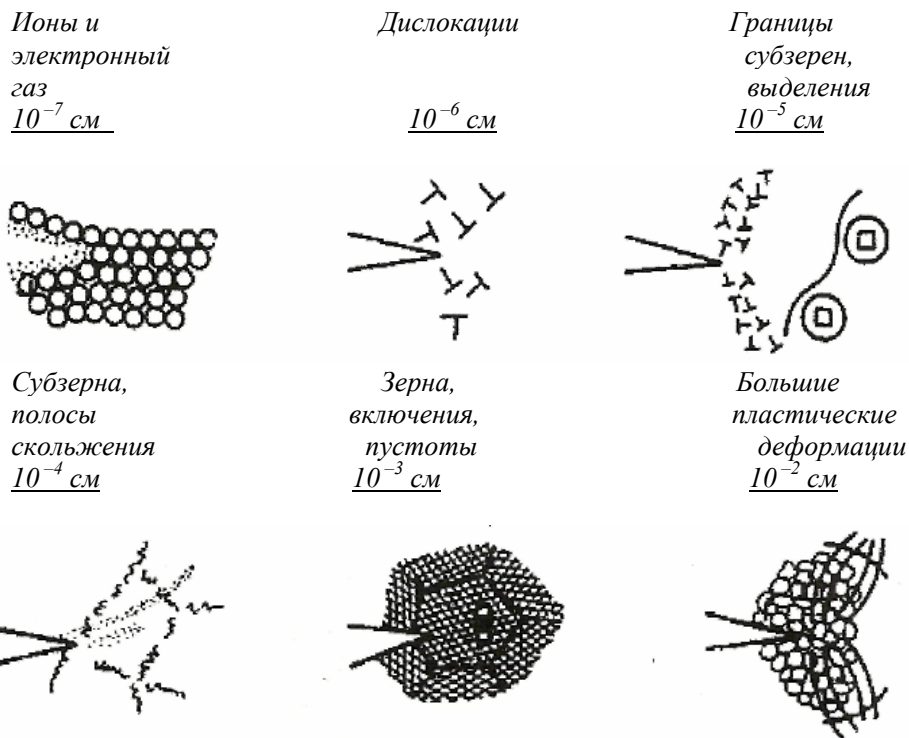 Ионы и
электронный
газ
10⁻⁷ см
Дислокации
10⁻⁶ см
Границы
субзерен,
выделения
10⁻⁵ см
Субзерна,
полосы
скольжения
10⁻⁴ см
Зерна,
включения,
пустоты
10⁻³ см
Большие
пластические
деформации
10⁻² см